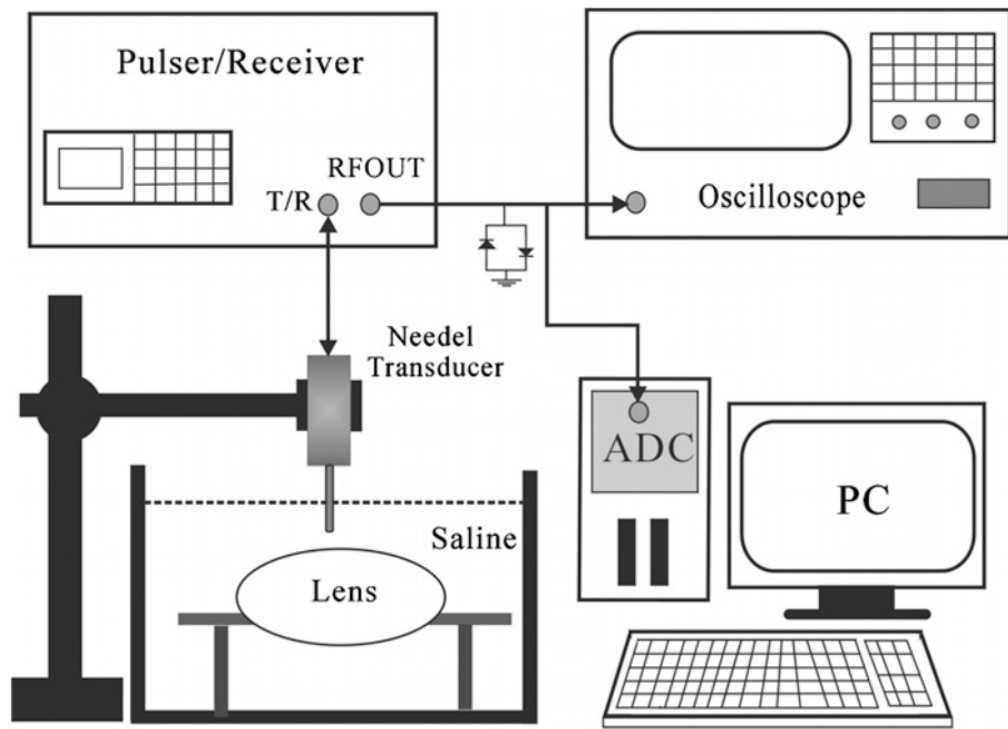 Pulser/Receiver
RFOUT
T/R
Oscilloscope
Needel
Transducer
ADC
PC
Saline
Lens